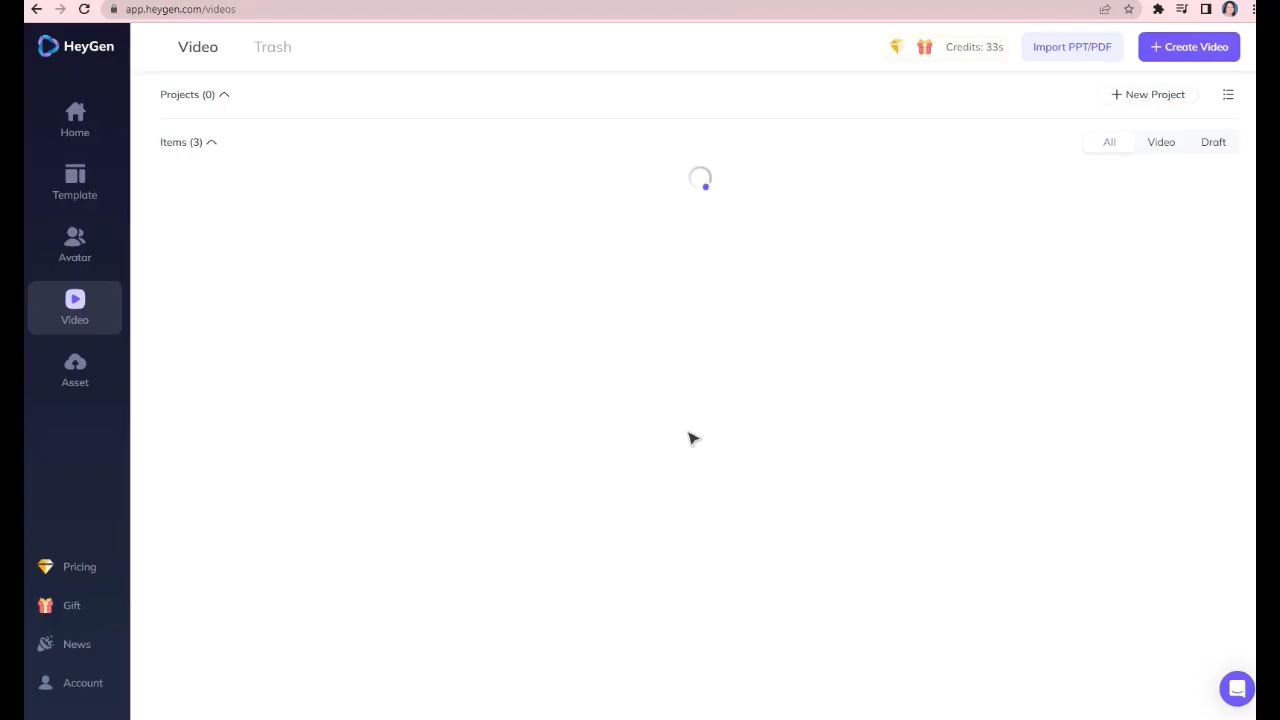 app.heygen.com/videos
HeyGen
Video
Trash
Credits: 33s
Import PPT/PDF
+ Create Video
Projects (0)
+ New Project
Items (3)
All
Video
Draft
Home
Template
Avatar
Video
Asset
Pricing
Gift
News
Account